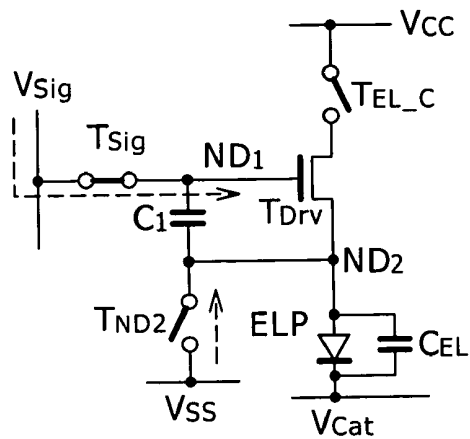 VCC
VSig
TEL_C
TSig
ND1
TDrv
C1
ND2
TND2
ELP
CEL
VSS
VCat